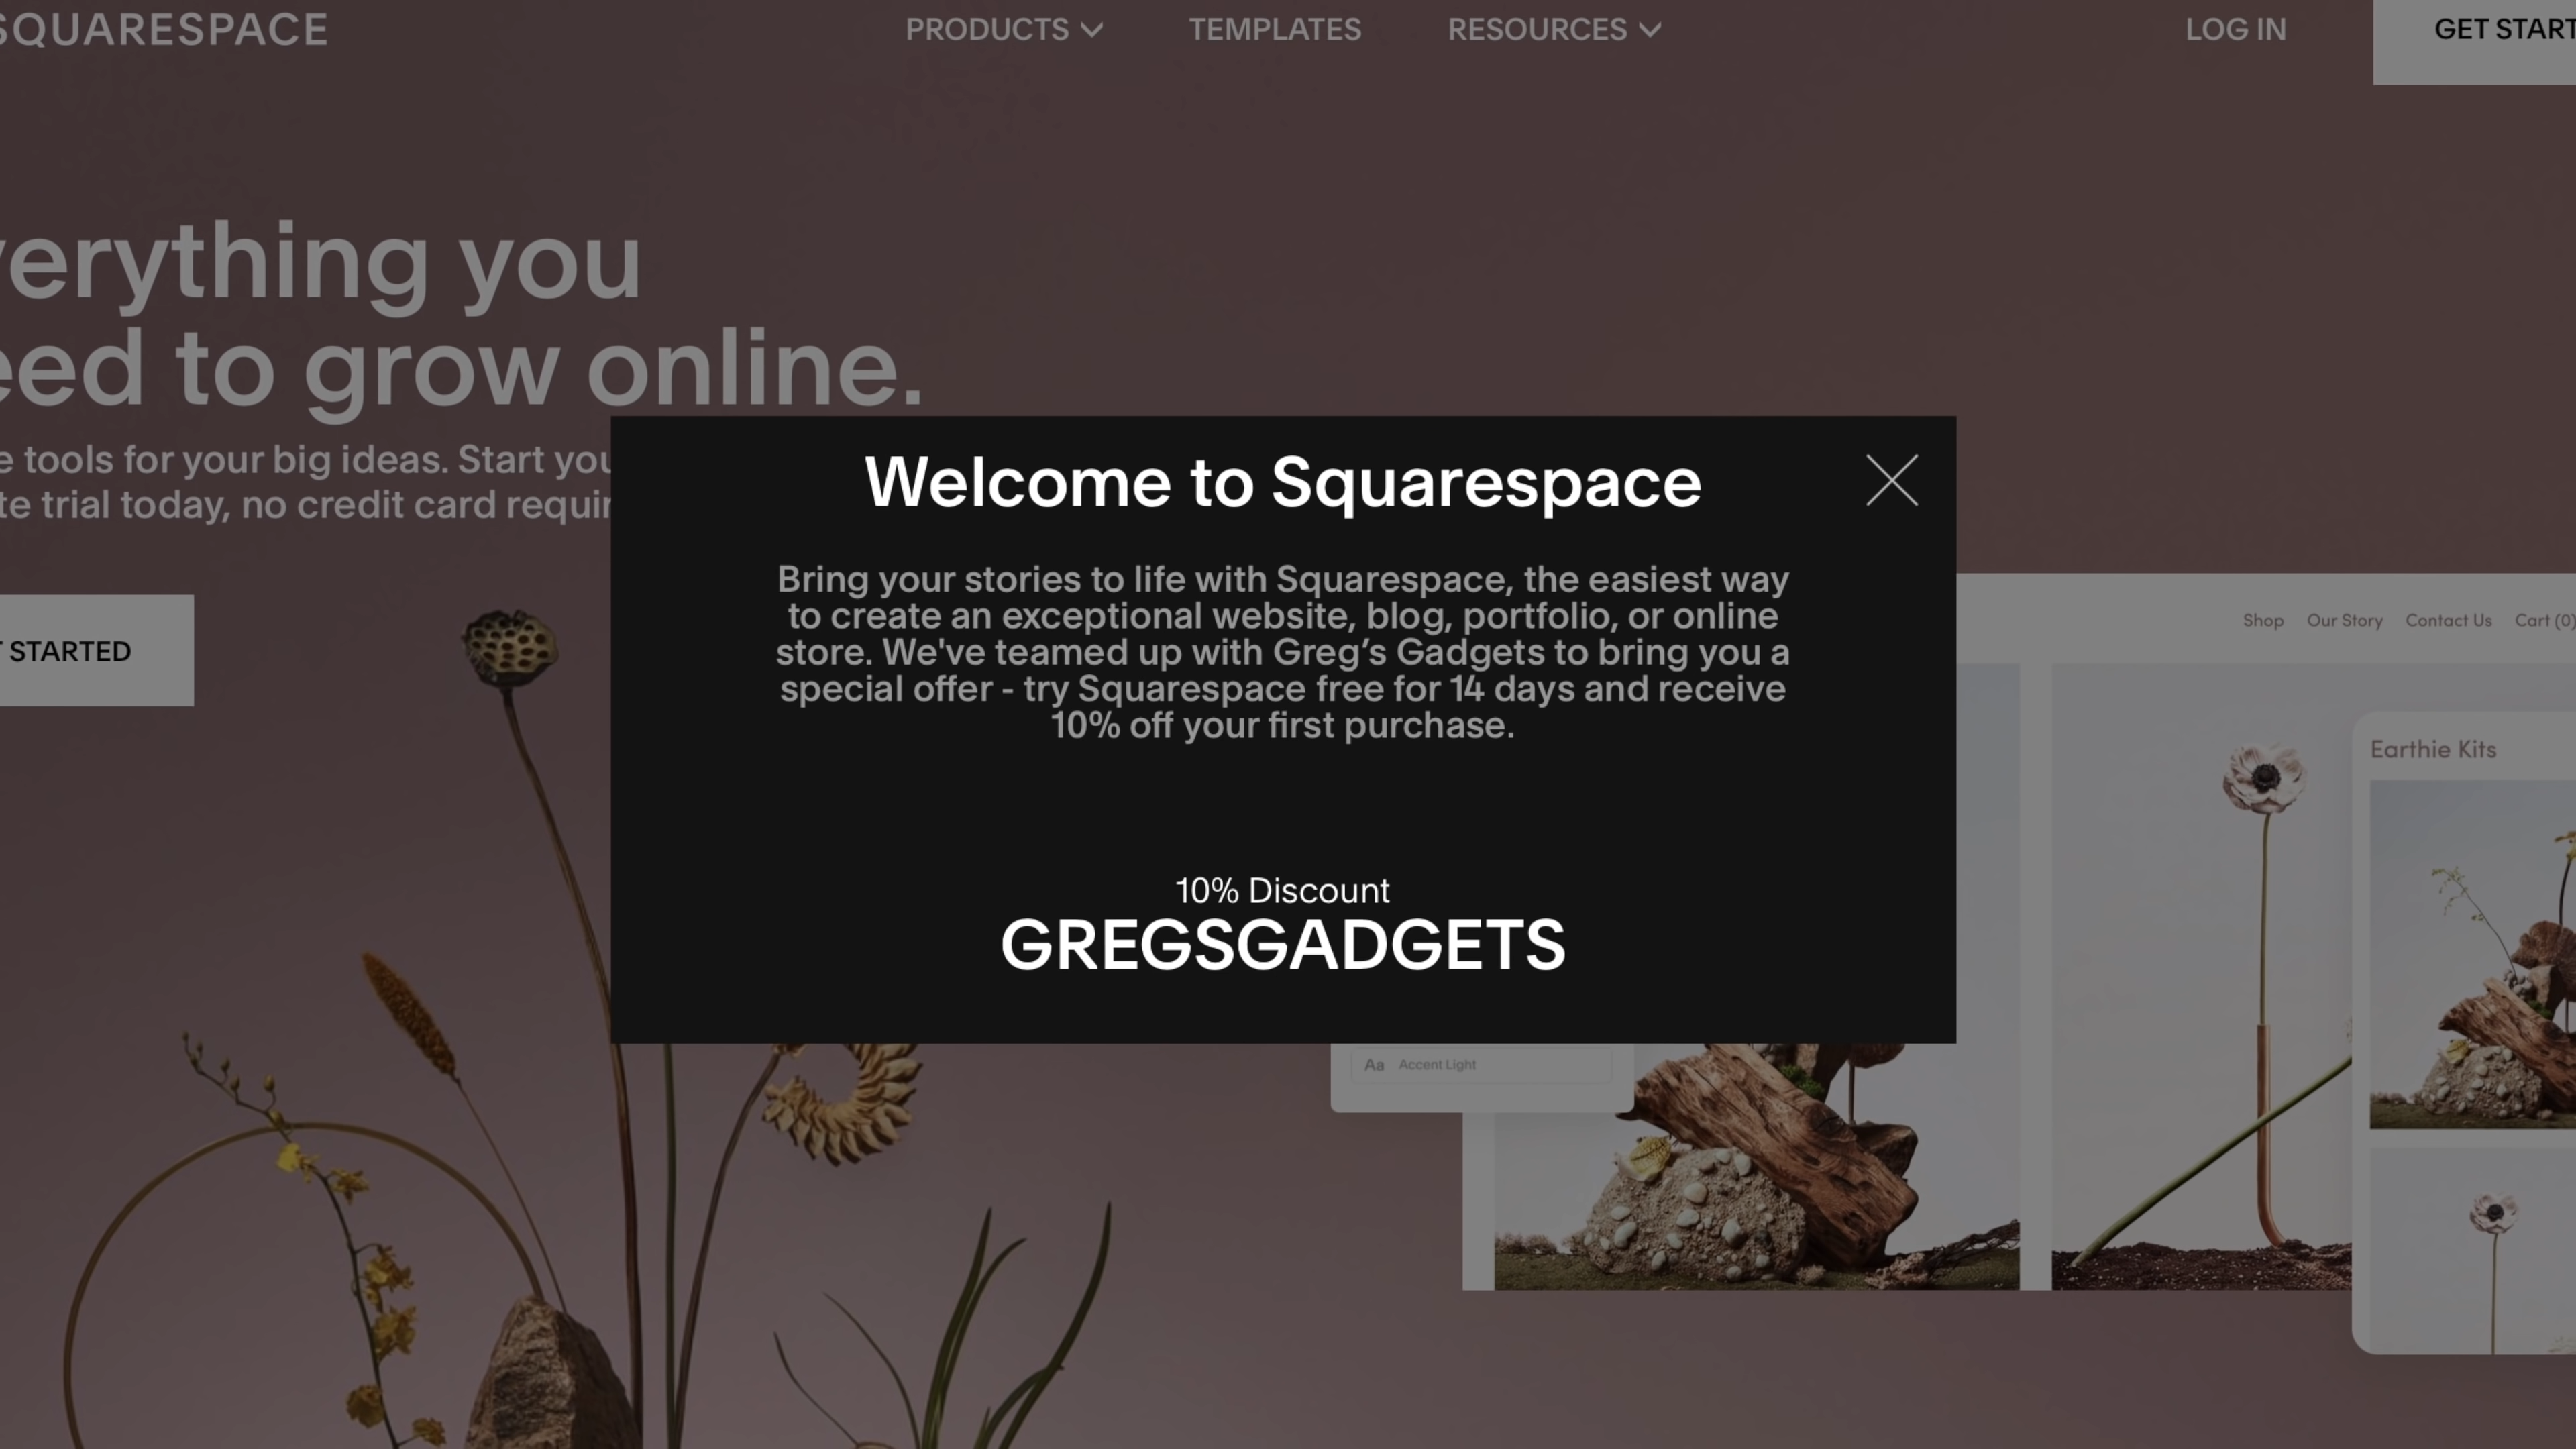 SQUARESPACE
PRODUCTS
TEMPLATES
RESOURCES
LOG IN
GET START
verything you
eed to grow online.
e tools for your big ideas. Start you
te trial today, no credit card requir
T STARTED
Welcome to Squarespace
Bring your stories to life with Squarespace, the easiest way
to create an exceptional website, blog, portfolio, or online
store. We've teamed up with Greg’s Gadgets to bring you a
special offer - try Squarespace free for 14 days and receive
10% off your first purchase.
10% Discount
GREGSGADGETS
Shop
Our Story
Contact Us
Cart (0)
Earthie Kits
Aa
Accent Light